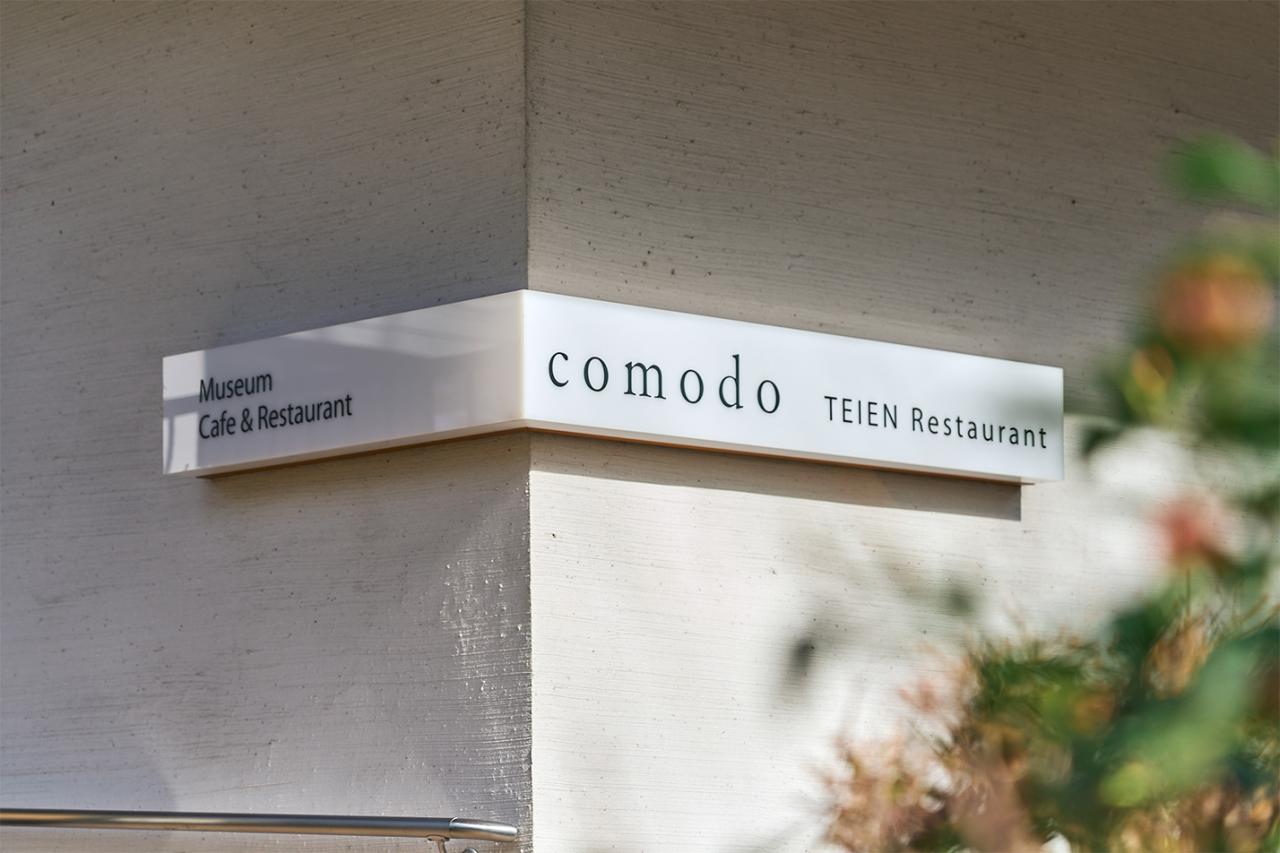 Museum
Cafe & Restaurant
comodo TEIEN Restaurant